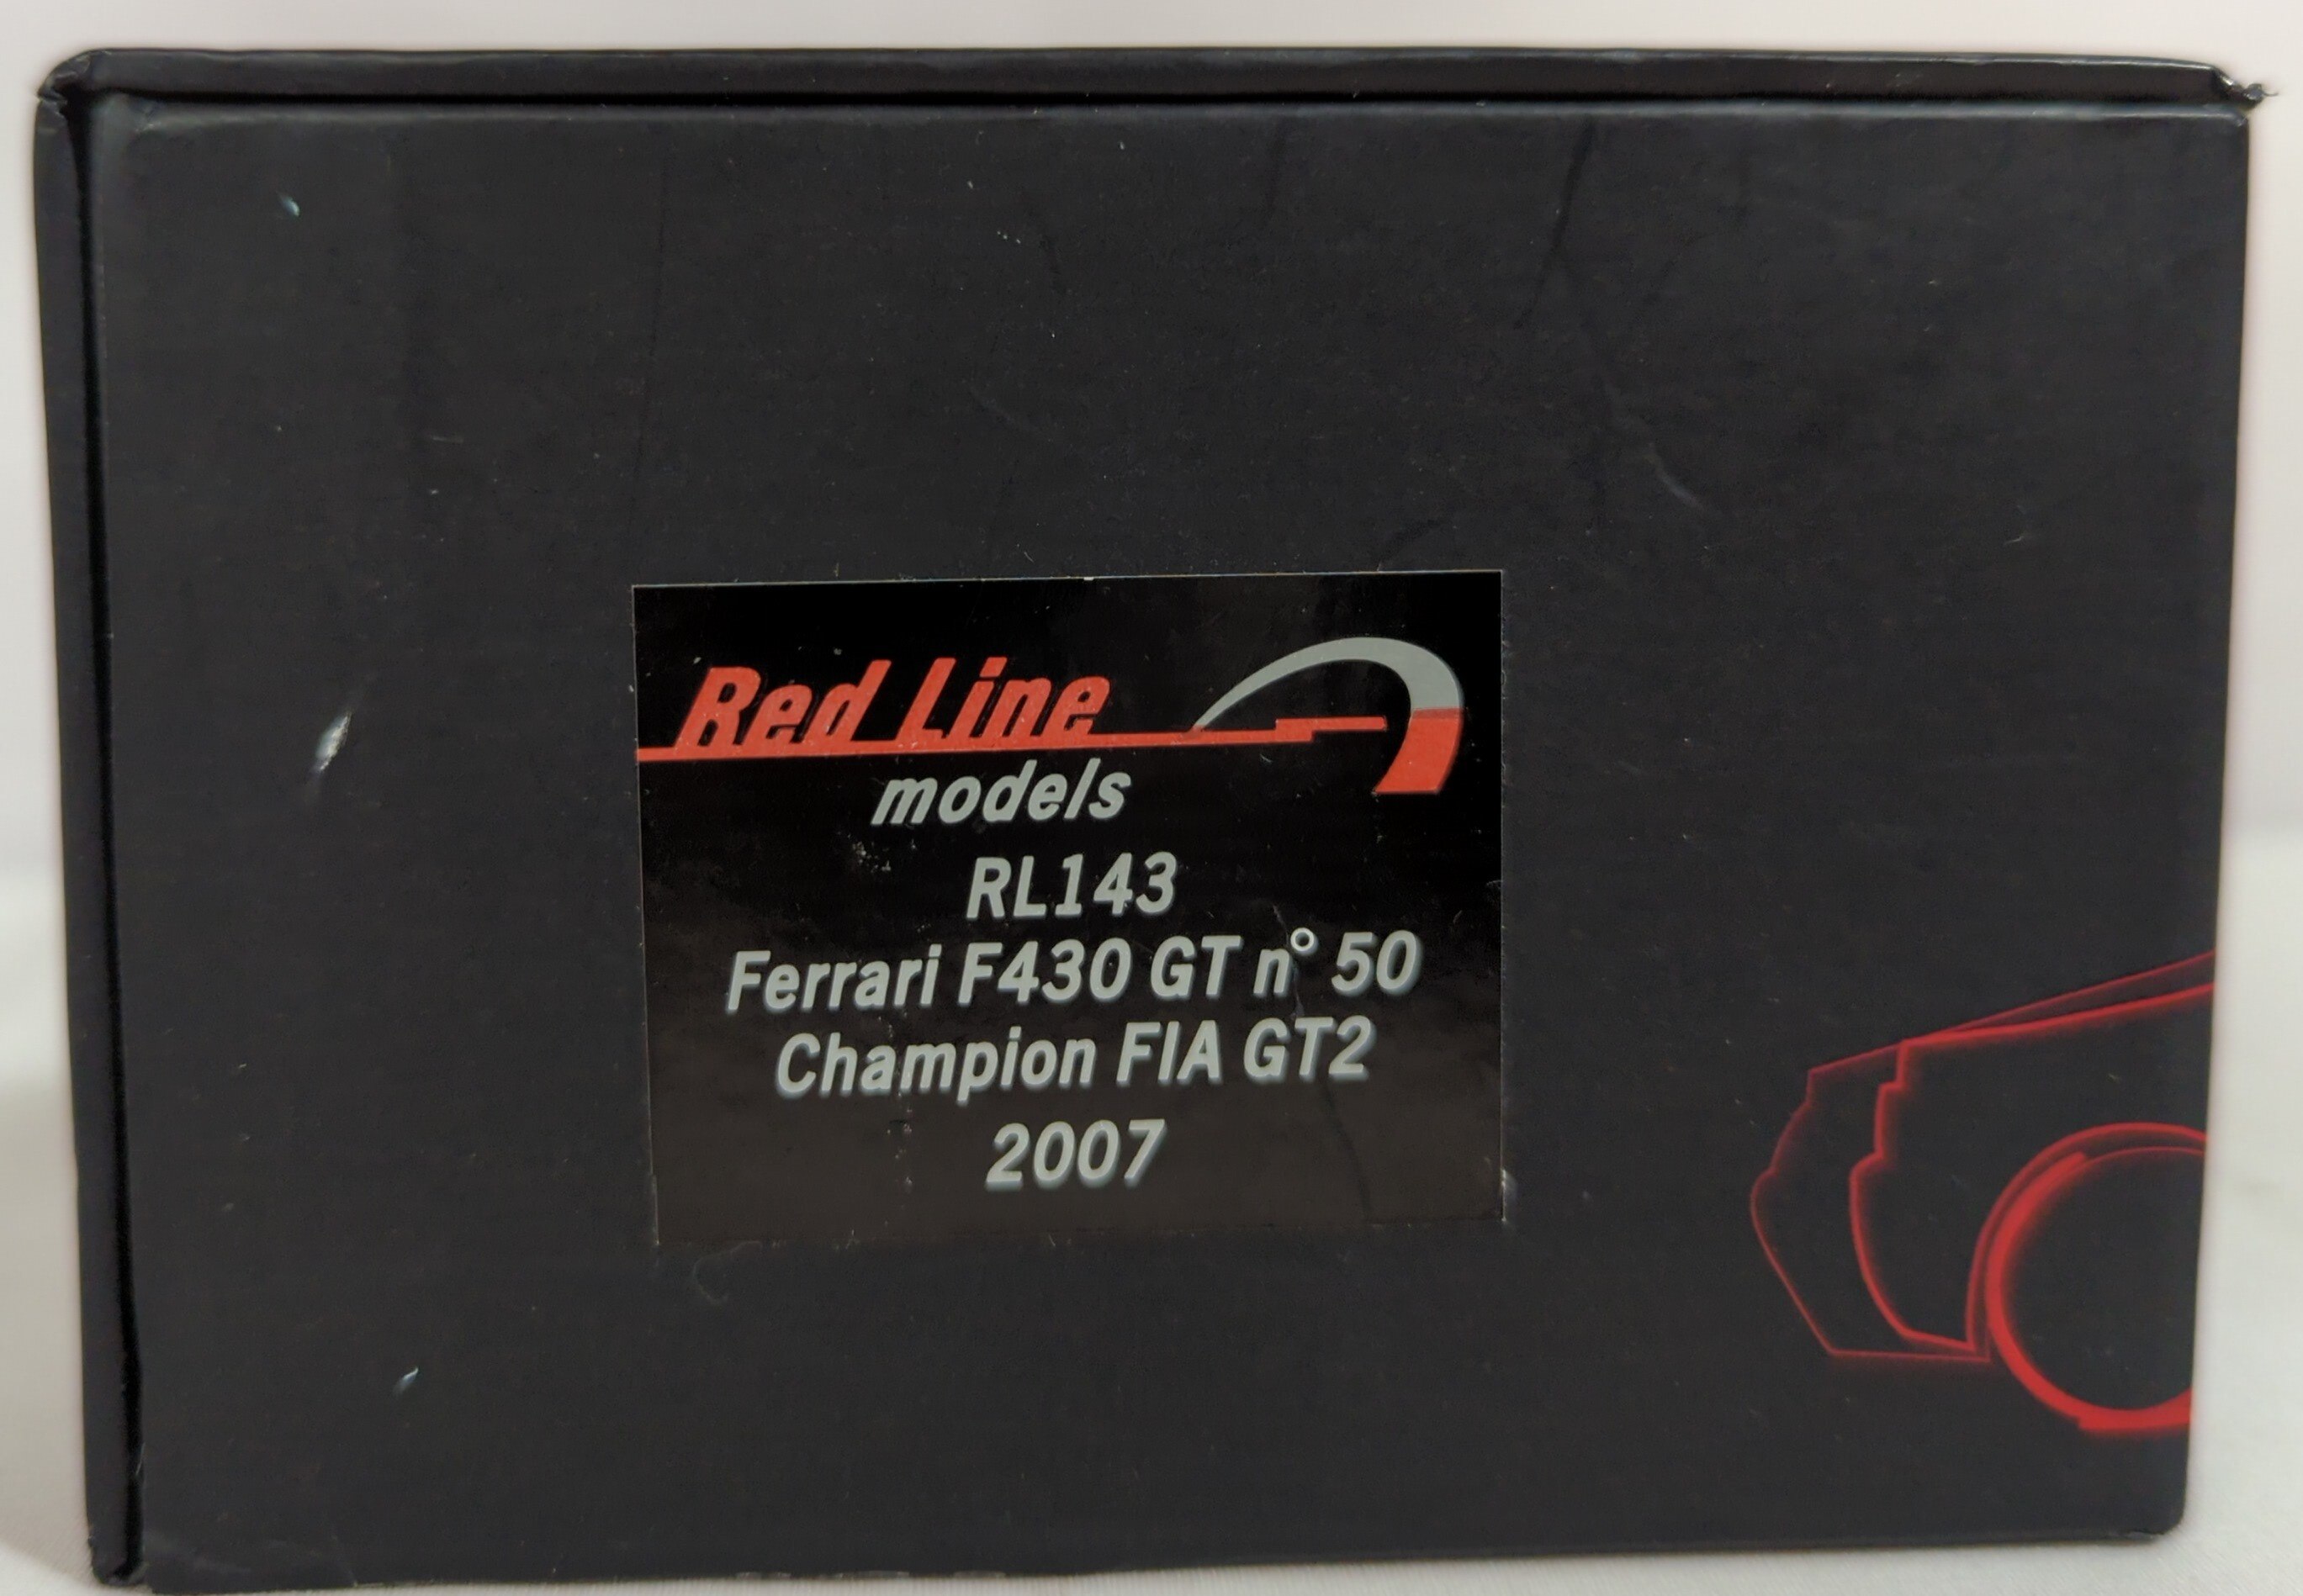 Red Line
models
RL143
Ferrari F430 GT n° 50
Champion FIA GT2
2007